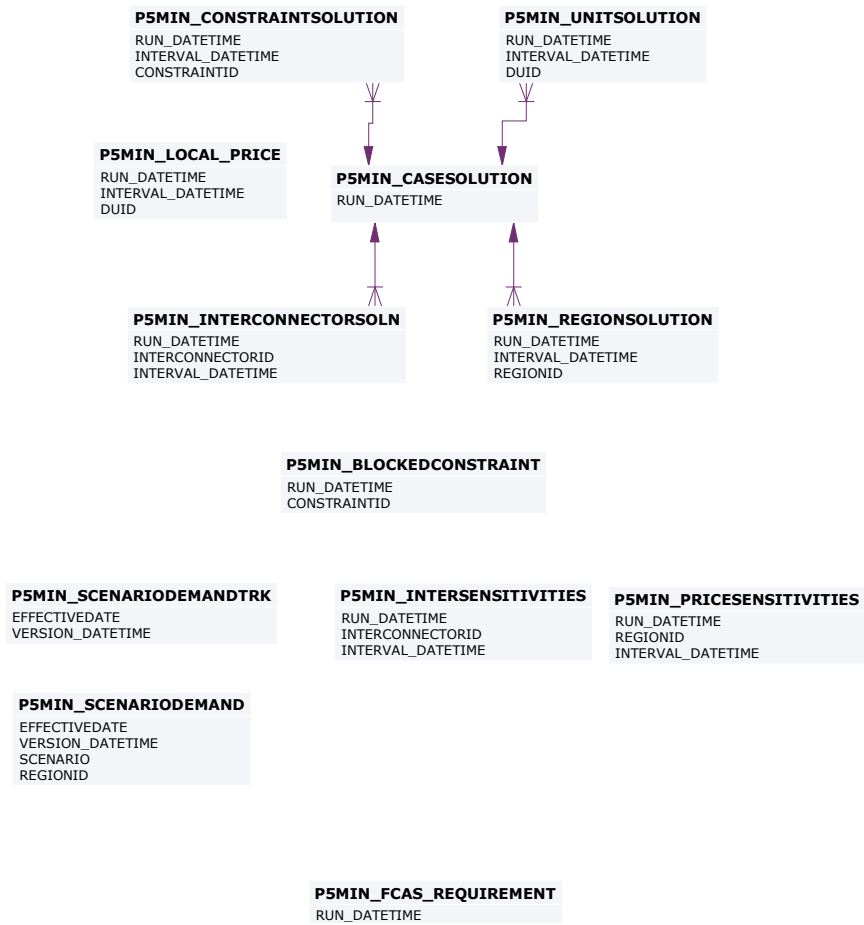 P5MIN_CONSTRAINTSOLUTION
RUN_DATETIME
INTERVAL_DATETIME
CONSTRAINTID
P5MIN_UNITSOLUTION
RUN_DATETIME
INTERVAL_DATETIME
DUID
P5MIN_LOCAL_PRICE
RUN_DATETIME
INTERVAL_DATETIME
DUID
P5MIN_CASESOLUTION
RUN_DATETIME
P5MIN_INTERCONNECTORSOLN
RUN_DATETIME
INTERCONNECTORID
INTERVAL_DATETIME
P5MIN_REGIONSOLUTION
RUN_DATETIME
INTERVAL_DATETIME
REGIONID
P5MIN_BLOCKEDCONSTRAINT
RUN_DATETIME
CONSTRAINTID
P5MIN_SCENARIODEMANDTRK
EFFECTIVEDATE
VERSION_DATETIME
P5MIN_INTERSENSITIVITIES
RUN_DATETIME
INTERCONNECTORID
INTERVAL_DATETIME
P5MIN_PRICESENSITIVITIES
RUN_DATETIME
REGIONID
INTERVAL_DATETIME
P5MIN_SCENARIODEMAND
EFFECTIVEDATE
VERSION_DATETIME
SCENARIO
REGIONID
P5MIN_FCAS_REQUIREMENT
RUN_DATETIME